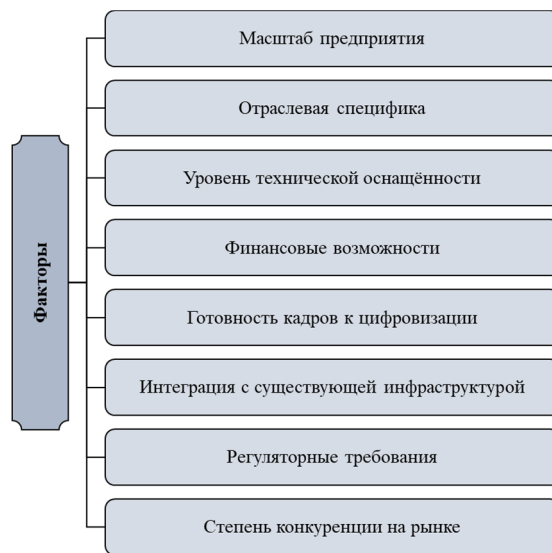 Факторы
Масштаб предприятия
Отраслевая специфика
Уровень технической оснащённости
Финансовые возможности
Готовность кадров к цифровизации
Интеграция с существующей инфраструктурой
Регуляторные требования
Степень конкуренции на рынке